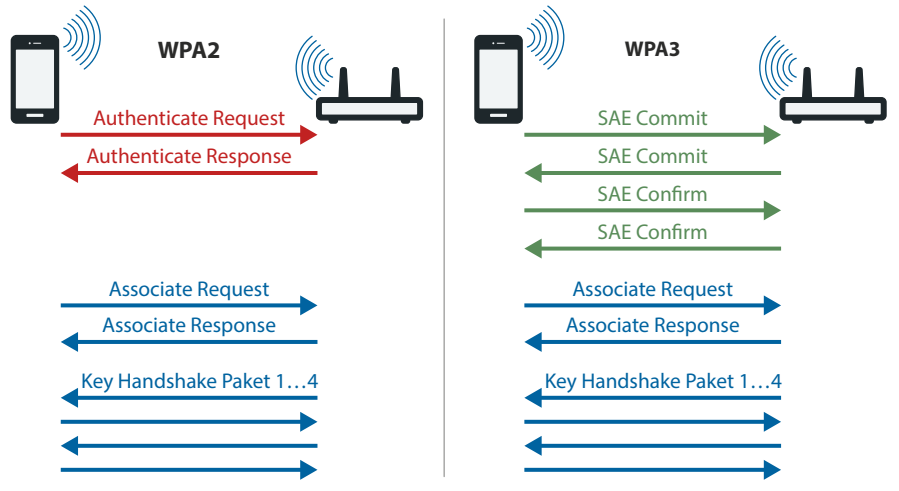 WPA2
Authenticate Request
Authenticate Response
Associate Request
Associate Response
Key Handshake Paket 1…4
WPA3
SAE Commit
SAE Commit
SAE Confirm
SAE Confirm
Associate Request
Associate Response
Key Handshake Paket 1…4